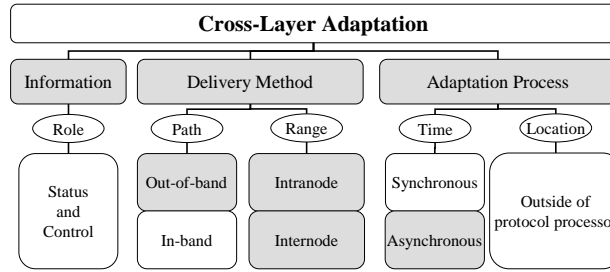 Cross-Layer Adaptation
Information
Delivery Method
Adaptation Process
Role
Path
Range
Time
Location
Status
and
Control
Out-of-band
In-band
Intranode
Internode
Synchronous
Asynchronous
Outside of
protocol processor